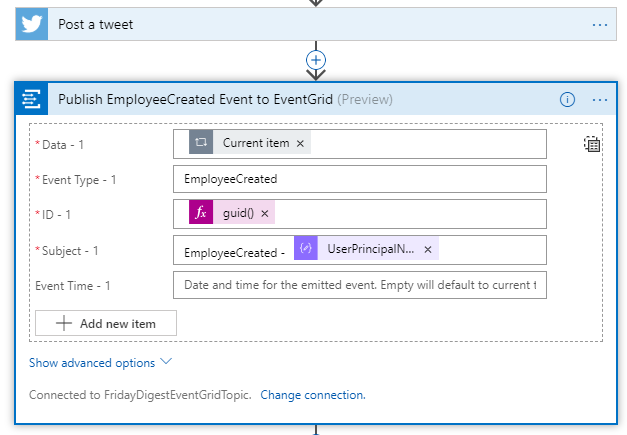 Post a tweet
Publish EmployeeCreated Event to EventGrid (Preview)
* Data - 1 Current item ×
* Event Type - 1 EmployeeCreated
* ID - 1 fx guid() ×
* Subject - 1 EmployeeCreated - UserPrincipalN... ×
Event Time - 1 Date and time for the emitted event. Empty will default to current t
Add new item
Show advanced options
Connected to FridayDigestEventGridTopic. Change connection.